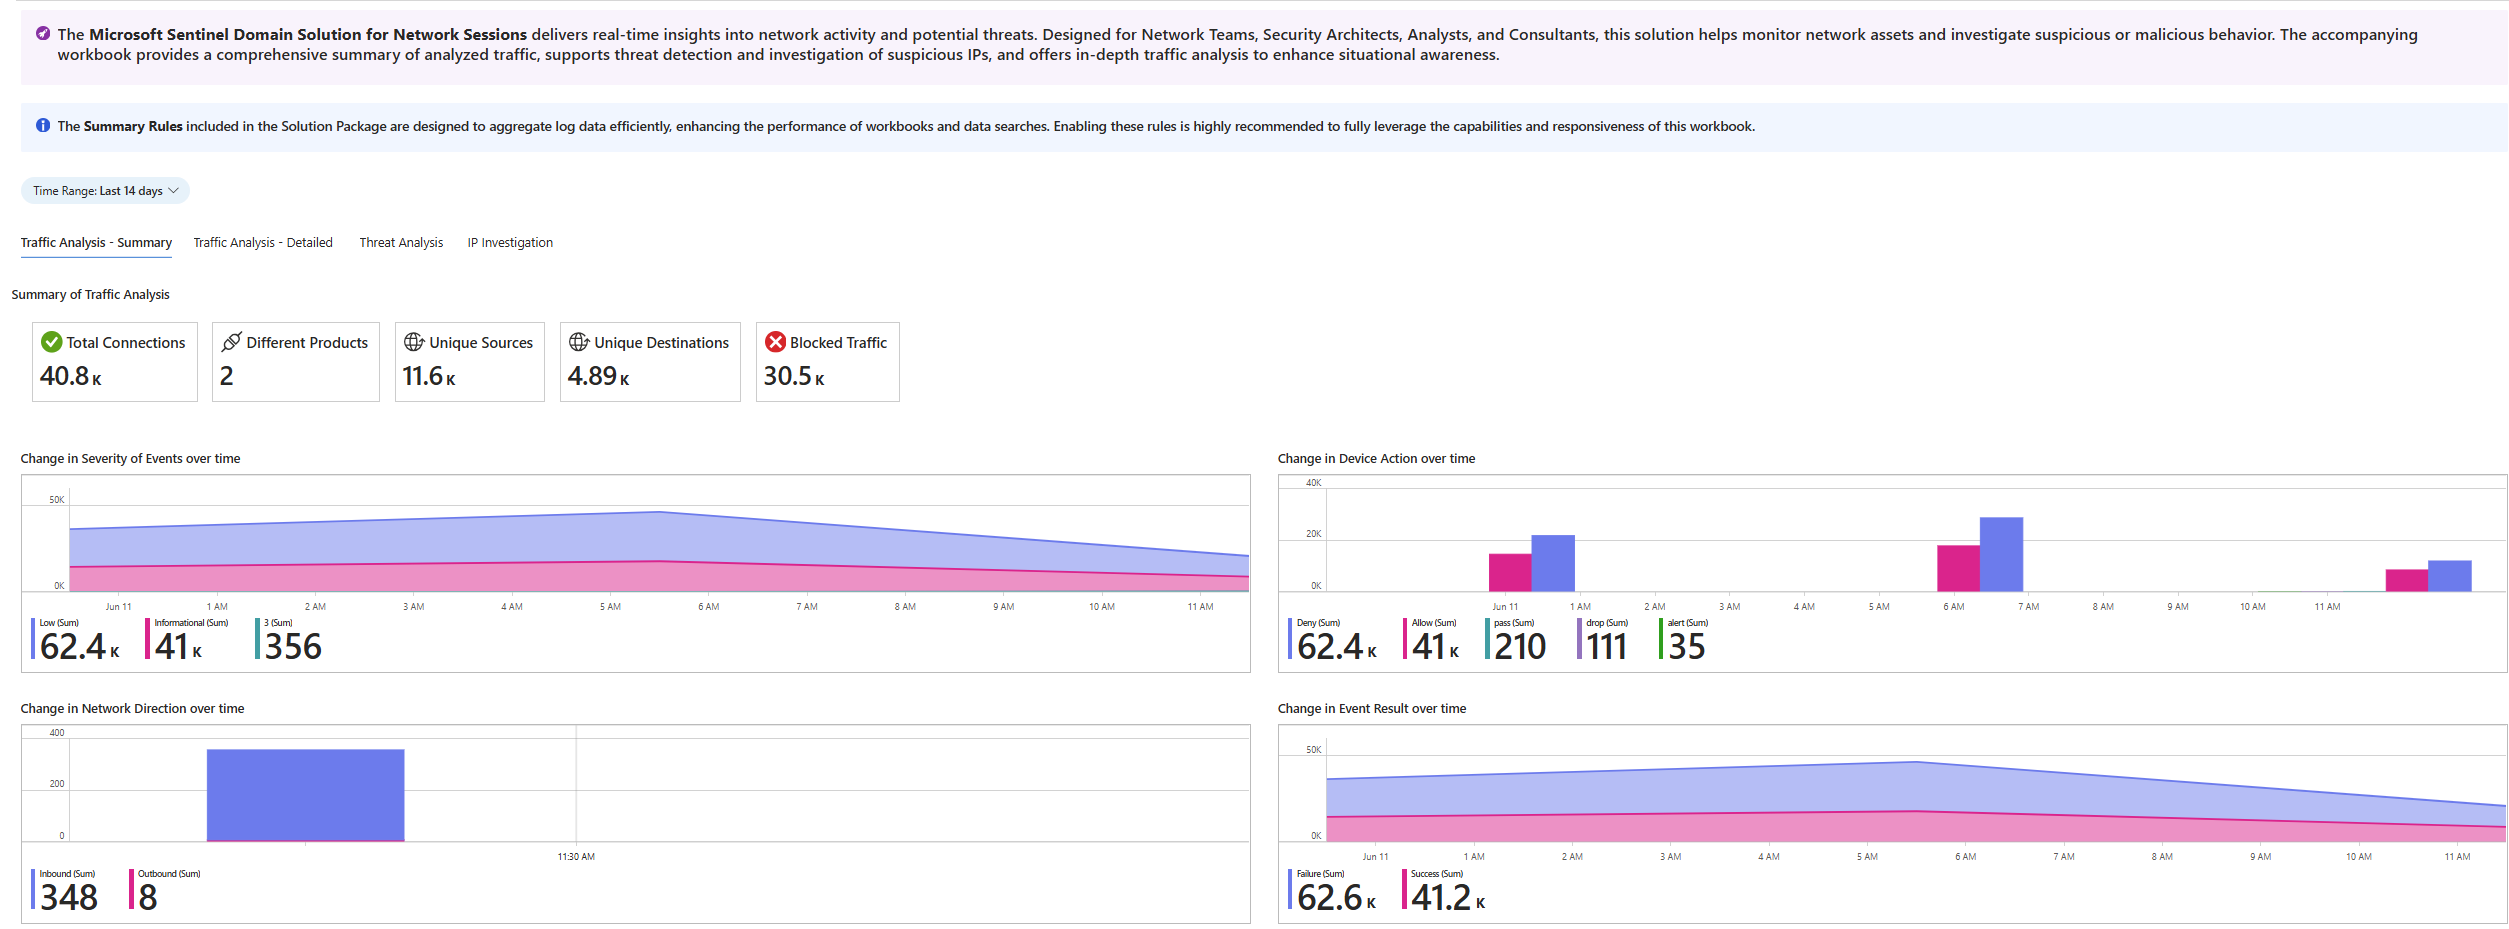 The Microsoft Sentinel Domain Solution for Network Sessions delivers real-time insights into network activity and potential threats. Designed for Network Teams, Security Architects, Analysts, and Consultants, this solution helps monitor network assets and investigate suspicious or malicious behavior. The accompanying
workbook provides a comprehensive summary of analyzed traffic, supports threat detection and investigation of suspicious IPs, and offers in-depth traffic analysis to enhance situational awareness.
The Summary Rules included in the Solution Package are designed to aggregate log data efficiently, enhancing the performance of workbooks and data searches. Enabling these rules is highly recommended to fully leverage the capabilities and responsiveness of this workbook.
Time Range: Last 14 days
Traffic Analysis - Summary Traffic Analysis - Detailed Threat Analysis IP Investigation
Summary of Traffic Analysis
Total Connections
40.8 K
Different Products
2
Unique Sources
11.6 K
Unique Destinations
4.89 K
Blocked Traffic
30.5 K
Change in Severity of Events over time
50K
0K
Jun 11 1 AM 2 AM 3 AM 4 AM 5 AM 6 AM 7 AM 8 AM 9 AM 10 AM 11 AM
Low (Sum)
62.4 K
Informational (Sum)
41 K
3 (Sum)
356
Change in Device Action over time
40K
20K
0K
Jun 11 1 AM 2 AM 3 AM 4 AM 5 AM 6 AM 7 AM 8 AM 9 AM 10 AM 11 AM
Deny (Sum)
62.4 K
Allow (Sum)
41 K
pass (Sum)
210
drop (Sum)
111
alert (Sum)
35
Change in Network Direction over time
400
200
0
11:30 AM
Inbound (Sum)
348
Outbound (Sum)
8
Change in Event Result over time
50K
0K
Jun 11 1 AM 2 AM 3 AM 4 AM 5 AM 6 AM 7 AM 8 AM 9 AM 10 AM 11 AM
Failure (Sum)
62.6 K
Success (Sum)
41.2 K